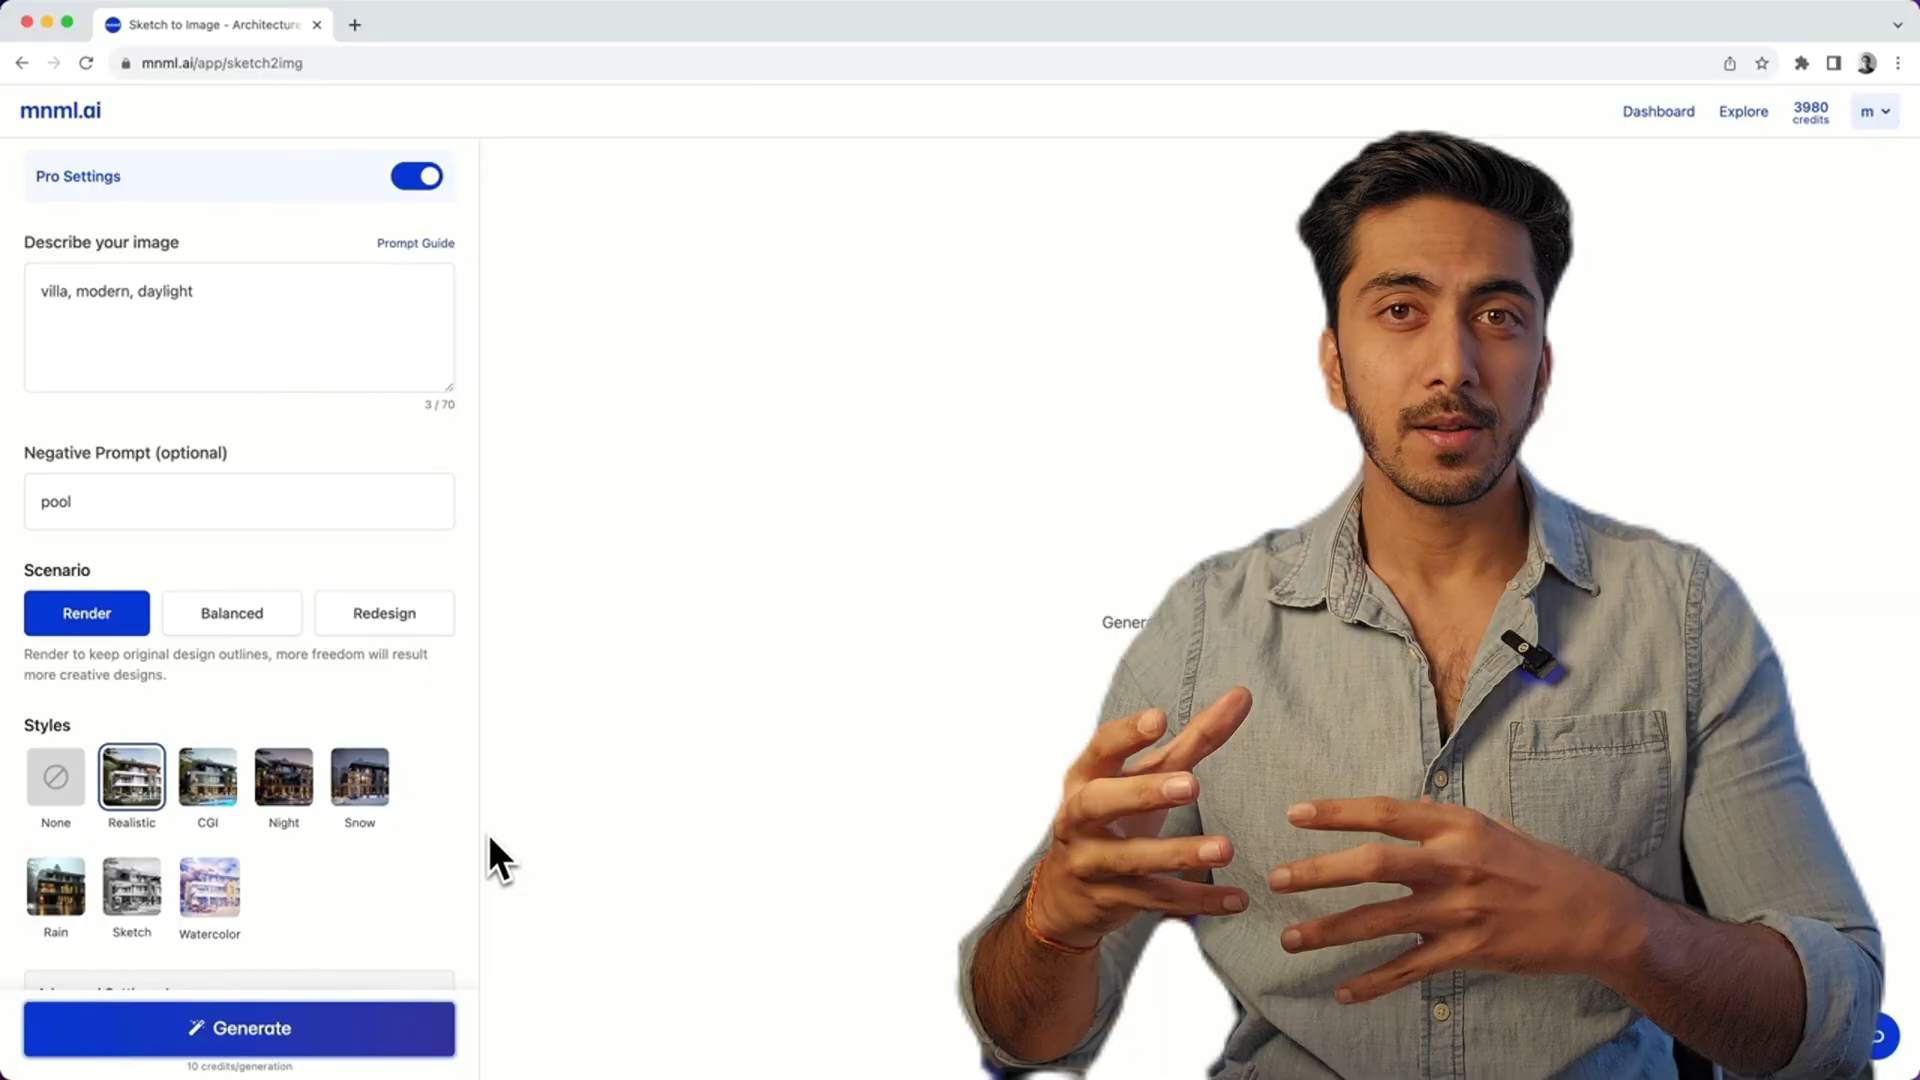 Sketch to Image - Architecture
mnml.ai/app/sketch2img
mnml.ai
Dashboard
Explore
3980
credits
m
Pro Settings
Describe your image
Prompt Guide
villa, modern, daylight
3 / 70
Negative Prompt (optional)
pool
Scenario
Render
Balanced
Redesign
Render to keep original design outlines, more freedom will result
more creative designs.
Styles
None
Realistic
CGI
Night
Snow
Rain
Sketch
Watercolor
Generate
10 credits/generation